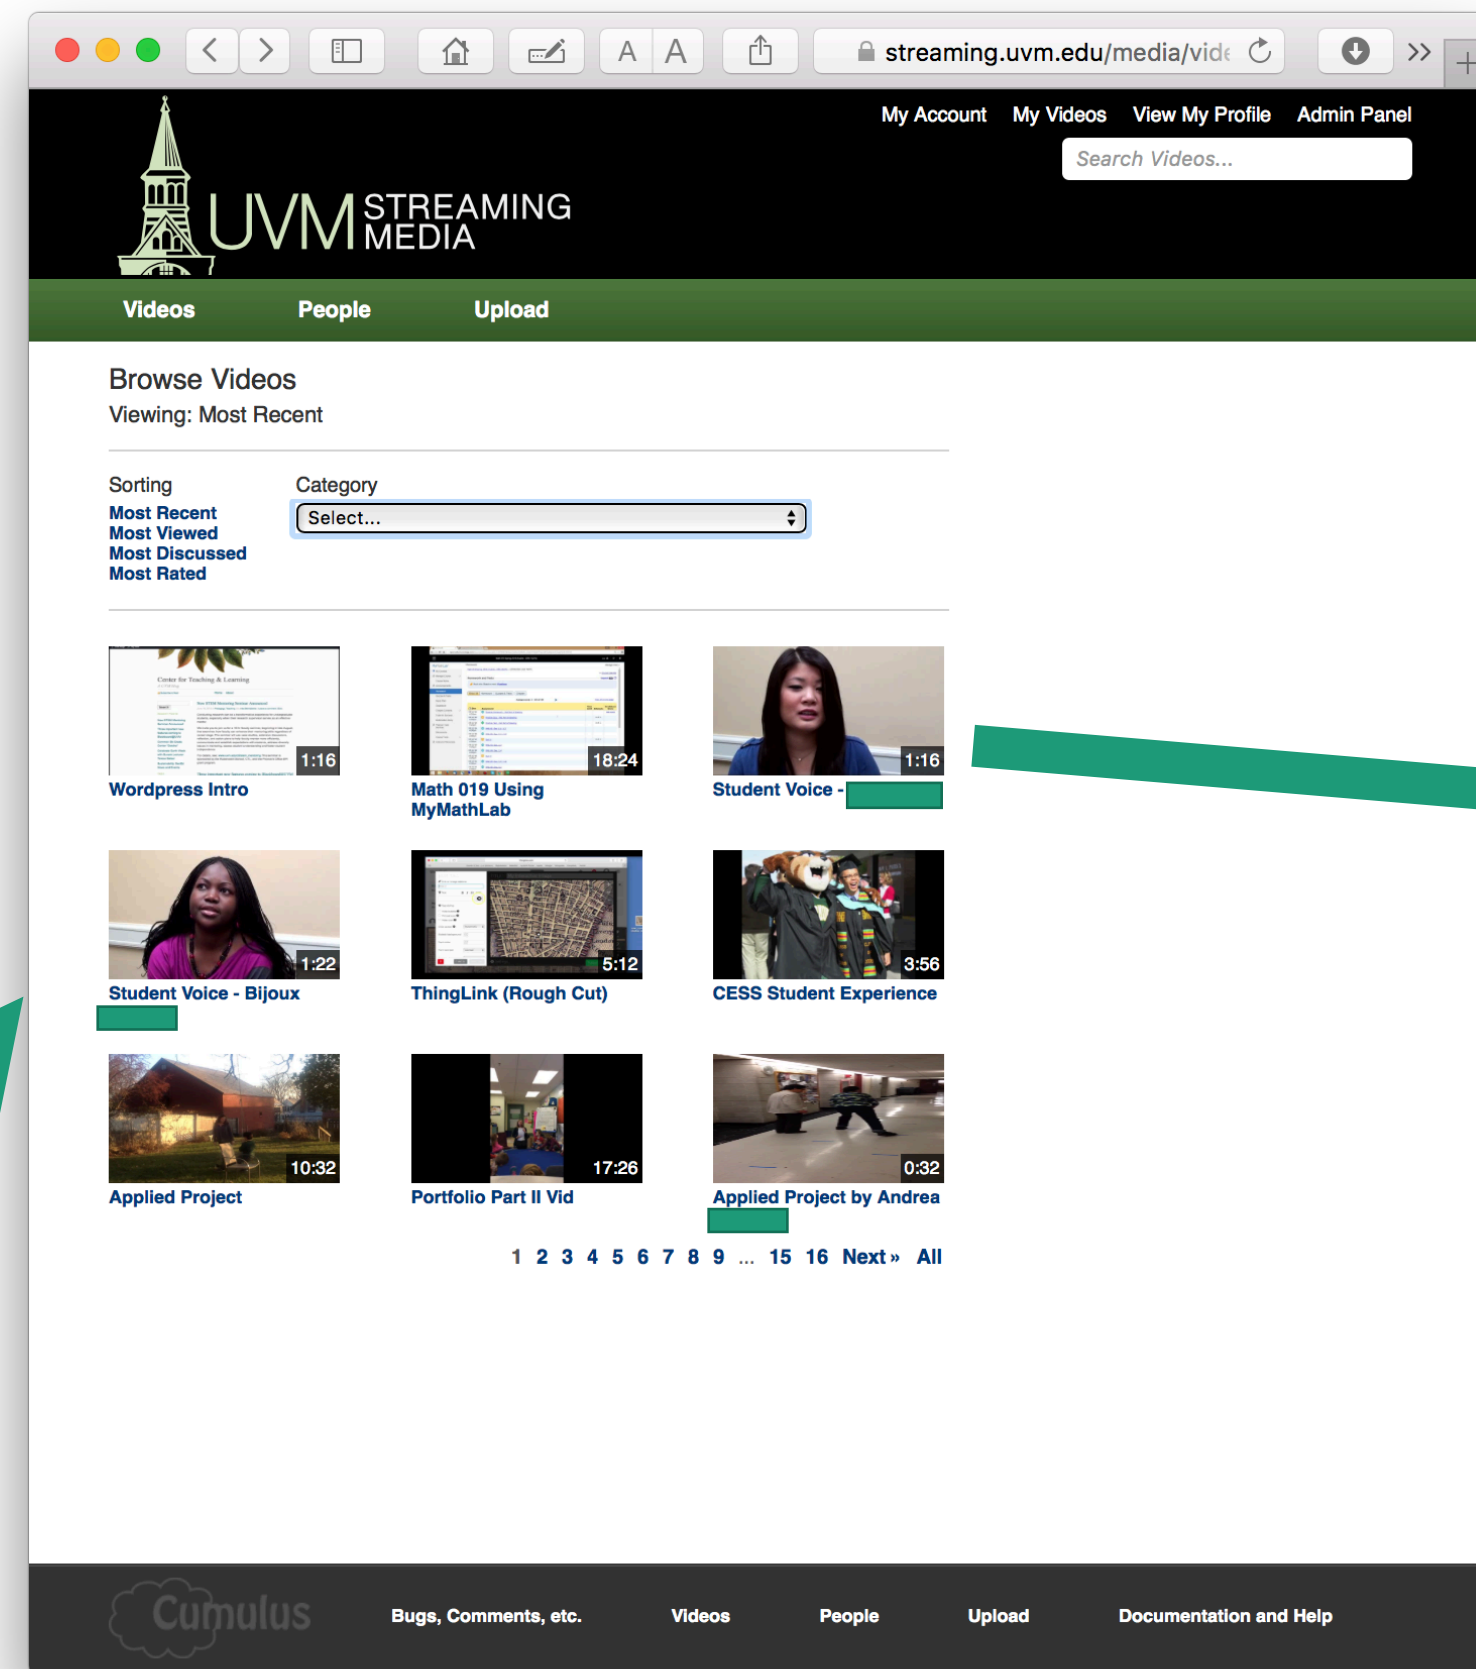 A A
streaming.uvm.edu/media/vide
My Account My Videos View My Profile Admin Panel
Search Videos...
UVM STREAMING
MEDIA
Videos People Upload
Browse Videos
Viewing: Most Recent
Sorting Category
Most Recent
Select...
Most Viewed
Most Discussed
Most Rated
Center for Teaching & Learning
1:16 18:24 1:16
Wordpress Intro Math 019 Using Student Voice -
MyMathLab
1:22 5:12 3:56
Student Voice - Bijoux ThingLink (Rough Cut) CESS Student Experience
10:32 17:26 0:32
Applied Project Portfolio Part II Vid Applied Project by Andrea
1 2 3 4 5 6 7 8 9 ... 15 16 Next» All
Cumulus Bugs, Comments, etc. Videos People Upload Documentation and Help